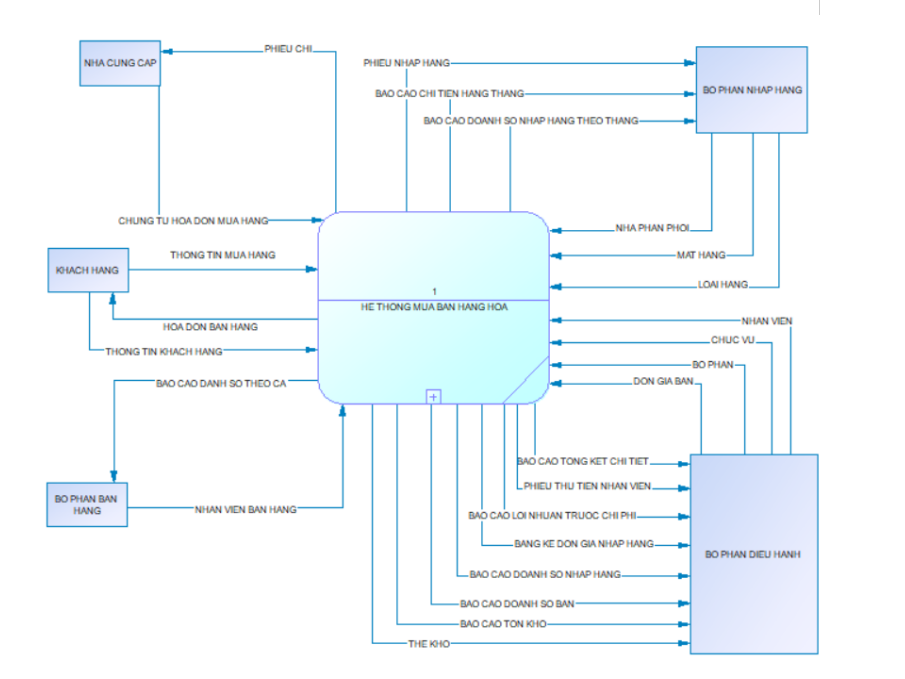 PHIEU CHI
NHA CUNG CAP
PHIEU NHAP HANG
BO PHAN NHAP HANG
BAO CAO CHI TIEN HANG THANG
BAO CAO DOANH SO NHAP HANG THEO THANG
CHUNG TU HOA DON MUA HANG
NHA PHAN PHOI
THONG TIN MUA HANG
MAT HANG
KHACH HANG
LOAI HANG
1
HE THONG MUA BAN HANG HOA
NHAN VIEN
HOA DON BAN HANG
CHUC VU
THONG TIN KHACH HANG
BO PHAN
BAO CAO DANH SO THEO CA
DON GIA BAN
BAO CAO TONG KET CHI TIET
PHIEU THU TIEN NHAN VIEN
BO PHAN BAN
HANG
NHAN VIEN BAN HANG
BAO CAO LOI NHUAN TRUOC CHI PHI
BANG KE DON GIA NHAP HANG
BO PHAN DIEU HANH
BAO CAO DOANH SO NHAP HANG
BAO CAO DOANH SO BAN
BAO CAO TON KHO
THE KHO